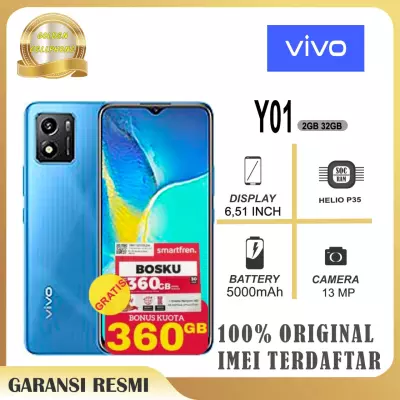 vivo
Y01
2GB 32GB
SOC
DISPLAY
6,51 INCH
HELIO P35
BATTERY
5000mAh
CAMERA
13 MP
vivo
GRATIS
smartfren.
BOSKU
360GB
BONUS KUOTA
360GB
100% ORIGINAL
IMEI TERDAFTAR
GARANSI RESMI